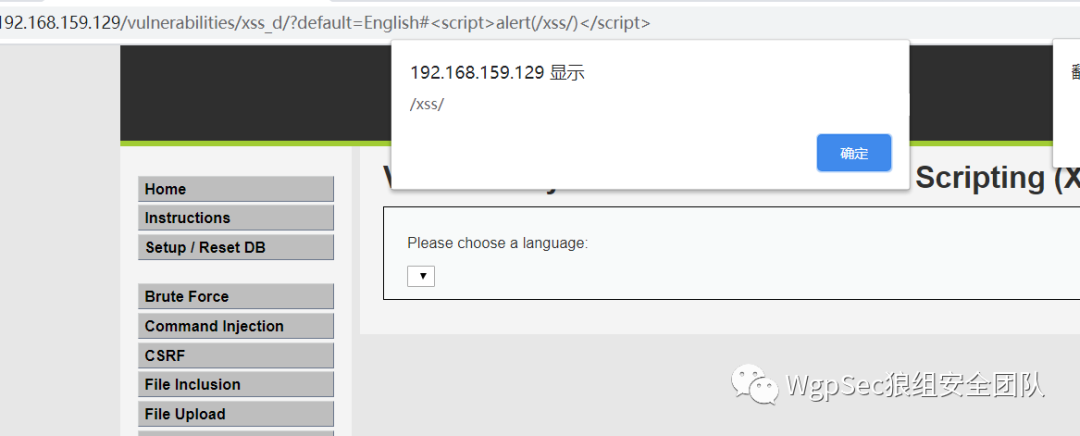 192.168.159.129/vulnerabilities/xss_d/?default=English#<script>alert(/xss/)</script>
192.168.159.129 显示
/xss/
确定
Scripting (X
Home
Instructions
Setup / Reset DB
Brute Force
Command Injection
CSRF
File Inclusion
File Upload
Please choose a language:
WgpSec狼组安全团队